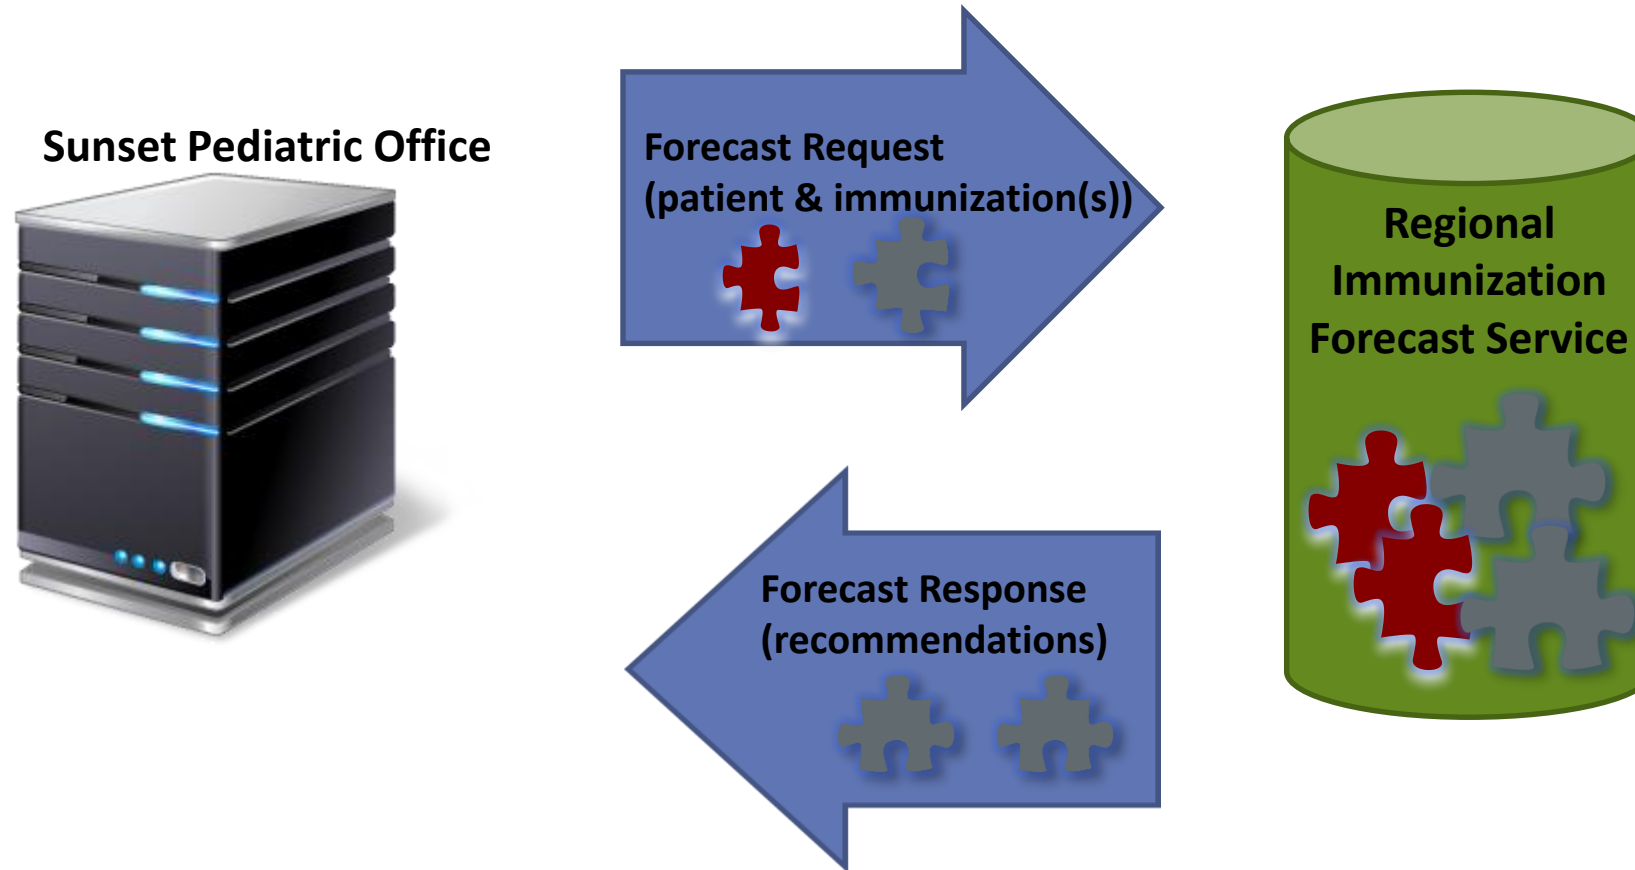 Sunset Pediatric Office
Forecast Request
(patient & immunization(s))
Regional
Immunization
Forecast Service
Forecast Response
(recommendations)